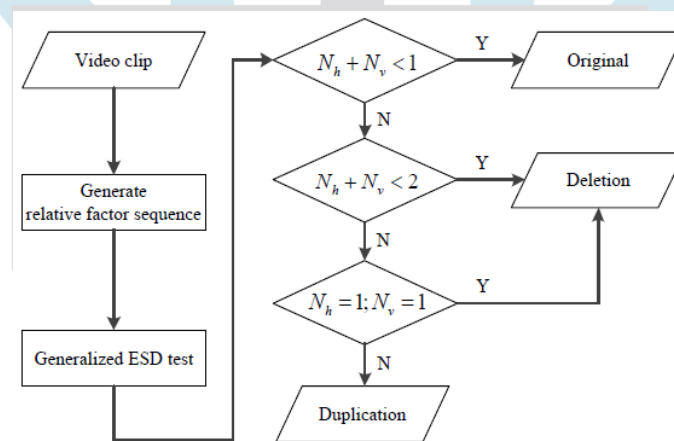 Video clip
Generate
relative factor sequence
Generalized ESD test
N_h + N_v < 1
Y
Original
N
N_h + N_v < 2
Y
Deletion
N
N_h = 1; N_v = 1
Y
N
Duplication